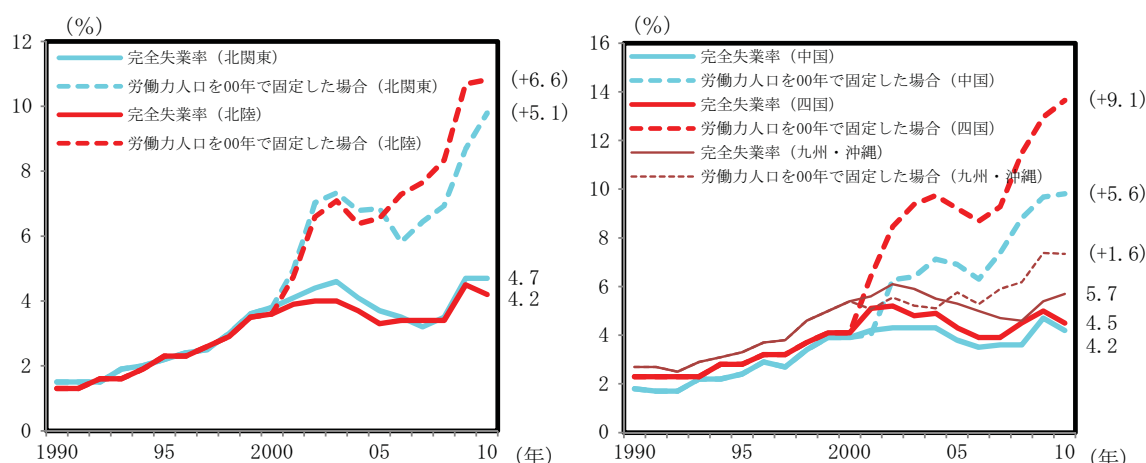 (%)
12
10
8
6
4
2
0
完全失業率（北関東）
労働力人口を00年で固定した場合（北関東）
完全失業率（北陸）
労働力人口を00年で固定した場合（北陸）
(+6.6)
(+5.1)
4.7
4.2
1990 95 2000 05 10 (年)
(%)
16
14
12
10
8
6
4
2
0
完全失業率（中国）
労働力人口を00年で固定した場合（中国）
完全失業率（四国）
労働力人口を00年で固定した場合（四国）
完全失業率（九州・沖縄）
労働力人口を00年で固定した場合（九州・沖縄）
(+9.1)
(+5.6)
(+1.6)
5.7
4.5
4.2
1990 95 2000 05 10 (年)